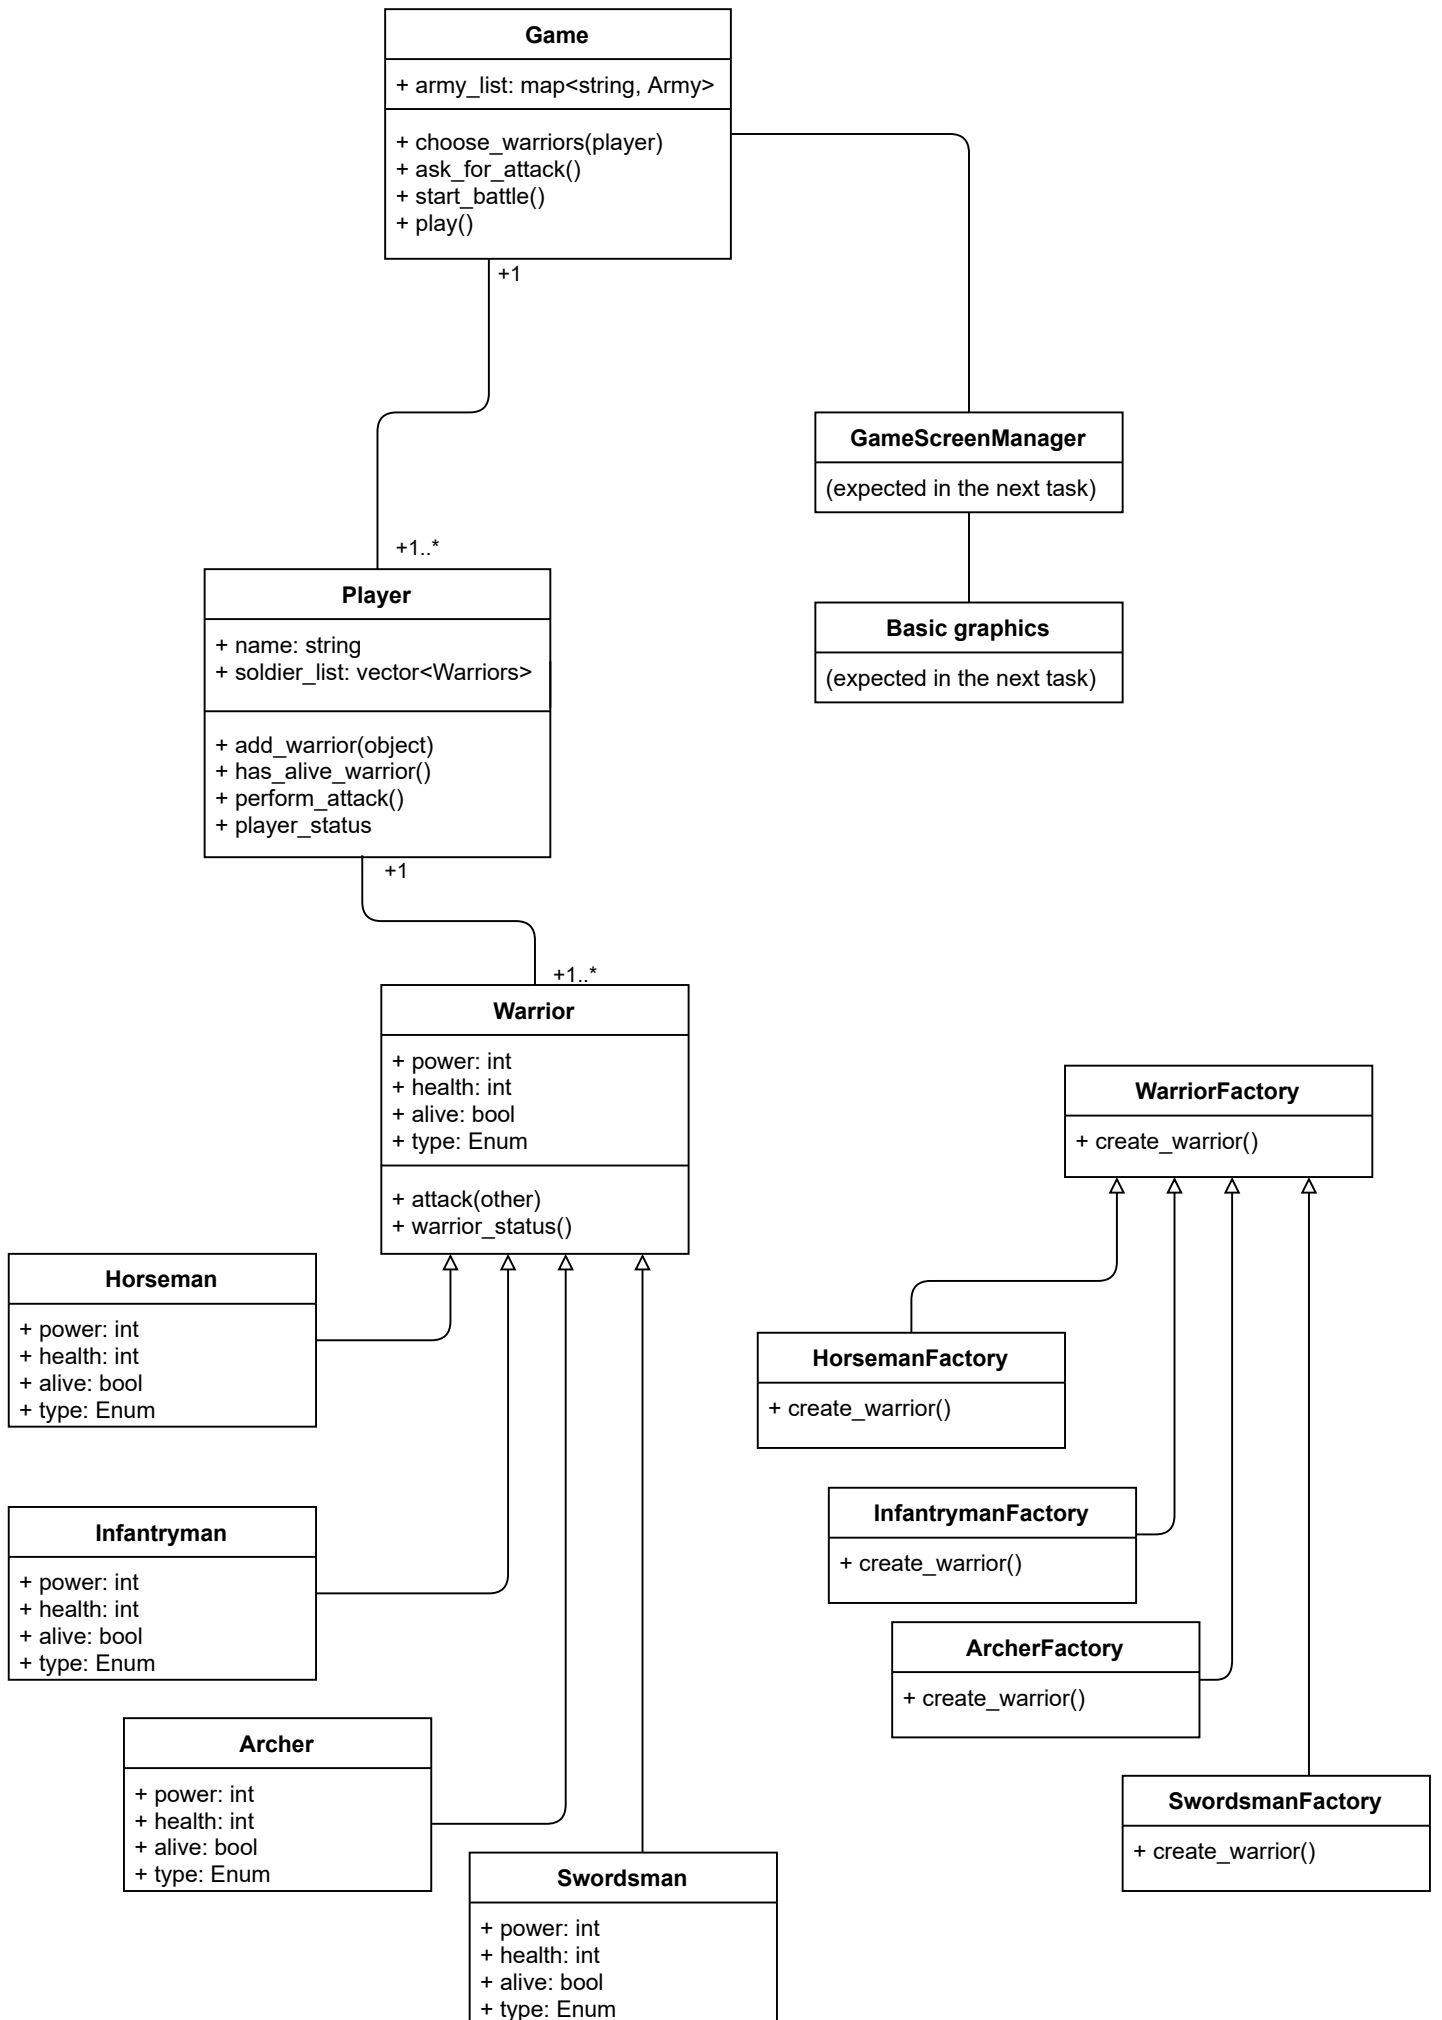 Game
+ army_list: map<string, Army>
+ choose_warriors(player)
+ ask_for_attack()
+ start_battle()
+ play()
+1
GameScreenManager
(expected in the next task)
+1..*
Player
+ name: string
+ soldier_list: vector<Warriors>
+ add_warrior(object)
+ has_alive_warrior()
+ perform_attack()
+ player_status
Basic graphics
(expected in the next task)
+1
+1..*
Warrior
+ power: int
+ health: int
+ alive: bool
+ type: Enum
+ attack(other)
+ warrior_status()
WarriorFactory
+ create_warrior()
Horseman
+ power: int
+ health: int
+ alive: bool
+ type: Enum
HorsemanFactory
+ create_warrior()
Infantryman
+ power: int
+ health: int
+ alive: bool
+ type: Enum
InfantrymanFactory
+ create_warrior()
ArcherFactory
+ create_warrior()
Archer
+ power: int
+ health: int
+ alive: bool
+ type: Enum
SwordsmanFactory
+ create_warrior()
Swordsman
+ power: int
+ health: int
+ alive: bool
+ type: Enum